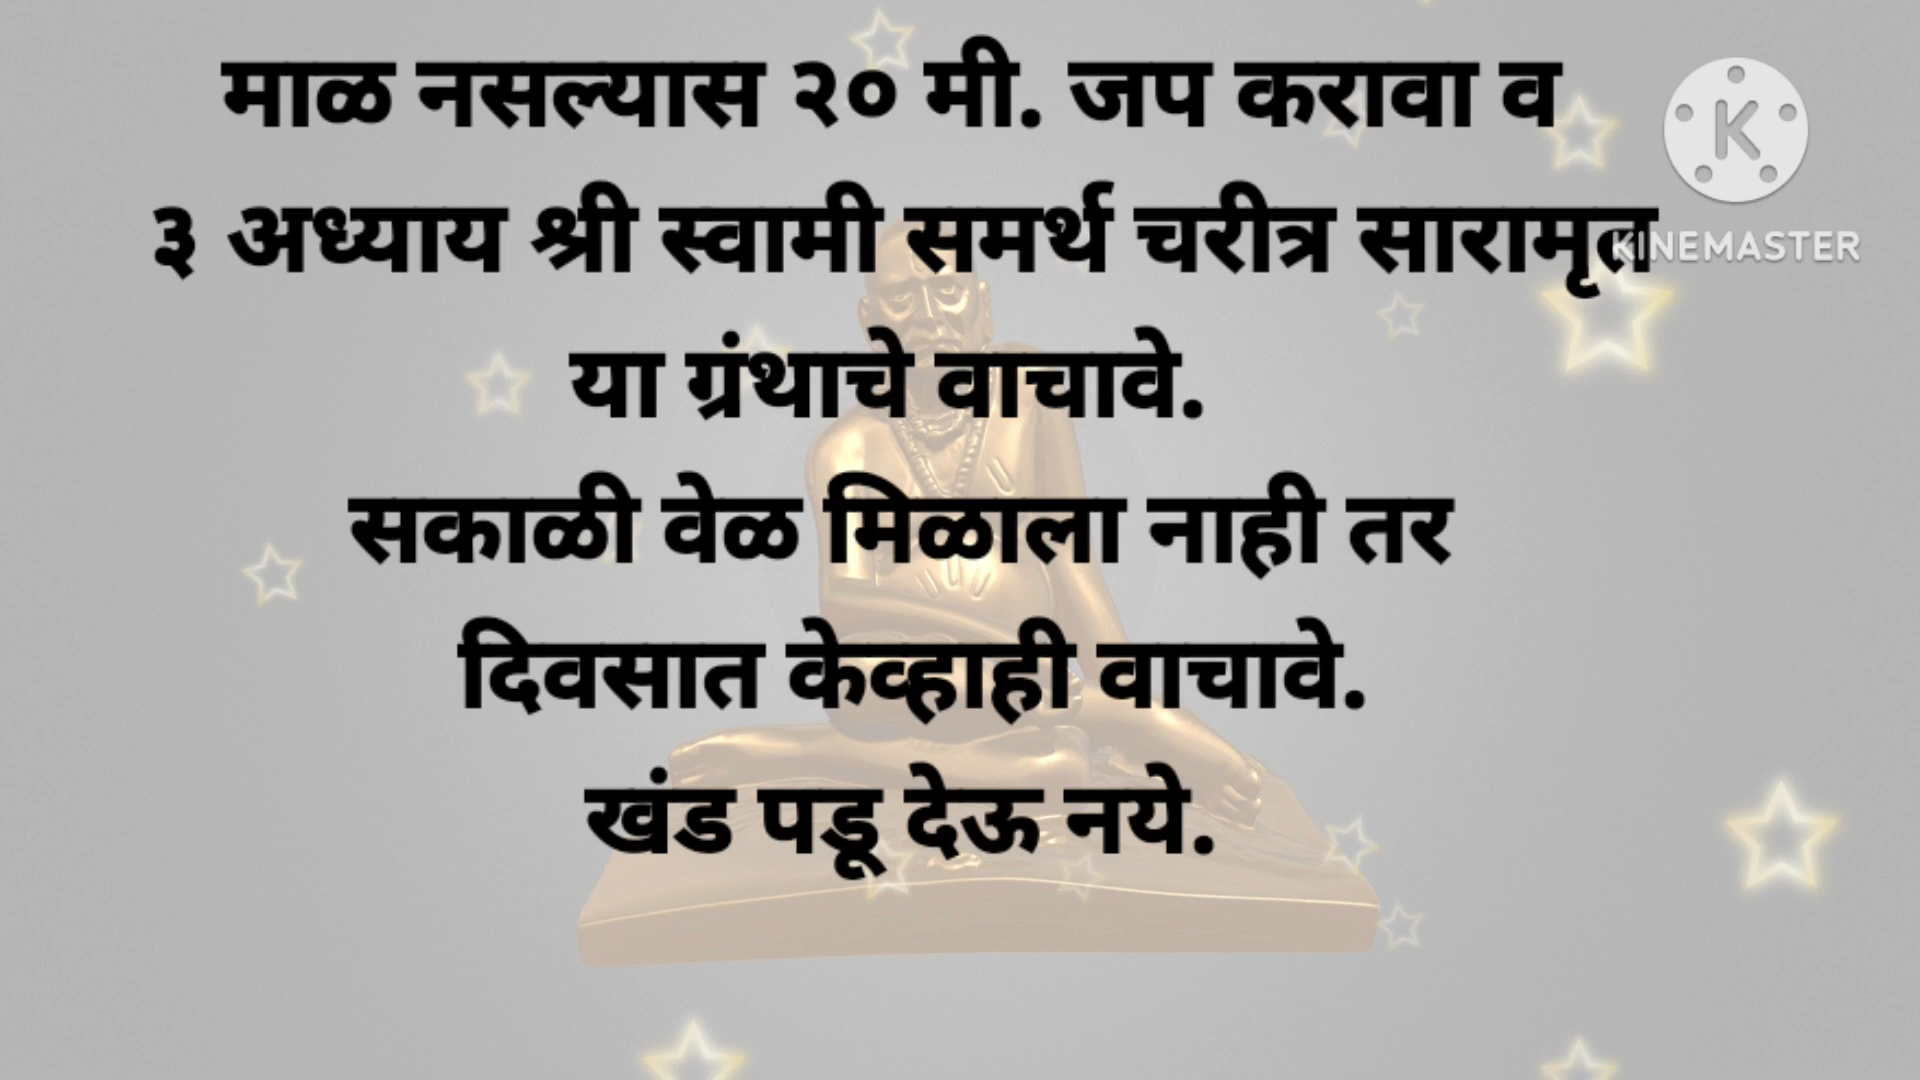 माळ नसल्यास २० मी. जप करावा व
३ अध्याय श्री स्वामी समर्थ चरीत्र सारामृत
या ग्रंथाचे वाचावे.
सकाळी वेळ मिळाला नाही तर
दिवसात केव्हाही वाचावे.
खंड पडू देऊ नये.
K
KINEMASTER